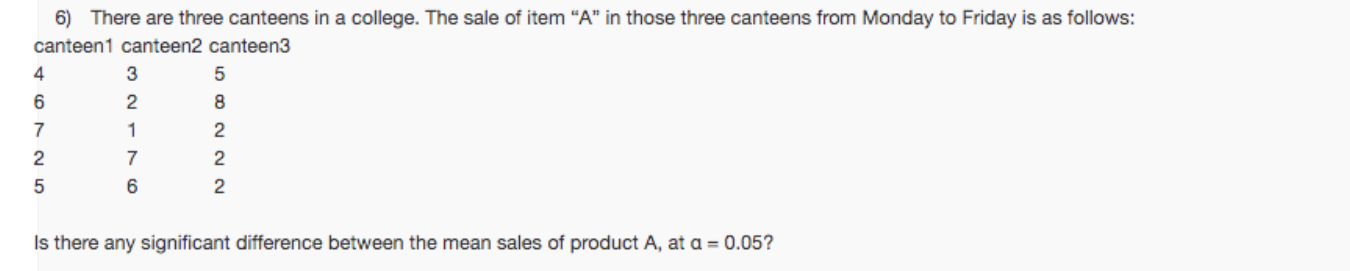 6) There are three canteens in a college. The sale of item “A” in those three canteens from Monday to Friday is as follows:
canteen1 canteen2 canteen3
4 3 5
6 2 8
7 1 2
2 7 2
5 6 2
Is there any significant difference between the mean sales of product A, at α = 0.05?